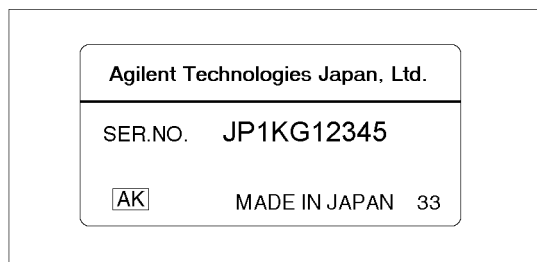 Agilent Technologies Japan, Ltd.
SER.NO. JP1KG12345
AK MADE IN JAPAN 33